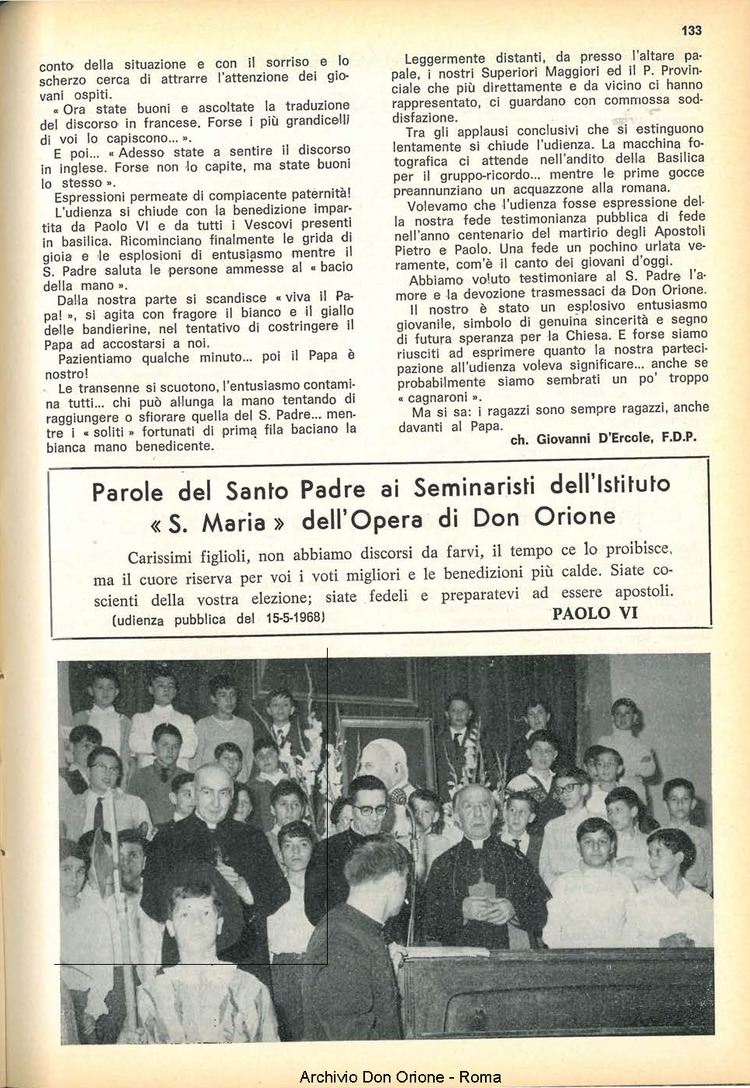 133
conto della situazione e con il sorriso e lo
scherzo cerca di attrarre l'attenzione dei gio-
vani ospiti.
« Ora state buoni e ascoltate la traduzione
del discorso in francese. Forse i più grandicelli
di voi lo capiscono... ».
E poi... « Adesso state a sentire il discorso
in inglese. Forse non lo capite, ma state buoni
lo stesso ».
Espressioni permeate di compiacente paternità!
L'udienza si chiude con la benedizione impar-
tita da Paolo VI e da tutti i Vescovi presenti
in basilica. Ricominciano finalmente le grida di
gioia e le esplosioni di entusiasmo mentre il
S. Padre saluta le persone ammesse al « bacio
della mano ».
Dalla nostra parte si scandisce « viva il Pa-
pa! », si agita con fragore il bianco e il giallo
delle bandierine, nel tentativo di costringere il
Papa ad accostarsi a noi.
Pazientiamo qualche minuto... poi il Papa è
nostro!
Le transenne si scuotono, l'entusiasmo contami-
na tutti... chi può allunga la mano tentando di
raggiungere o sfiorare quella del S. Padre... men-
tre i « soliti » fortunati di prima fila baciano la
bianca mano benedicente.
Leggermente distanti, da presso l'altare pa-
pale, i nostri Superiori Maggiori ed il P. Provin-
ciale che più direttamente e da vicino ci hanno
rappresentato, ci guardano con commossa sod-
disfazione.
Tra gli applausi conclusivi che si estinguono
lentamente si chiude l'udienza. La macchina fo-
tografica ci attende nell'andito della Basilica
per il gruppo-ricordo... mentre le prime gocce
preannunziano un acquazzone alla romana.
Volevamo che l'udienza fosse espressione del-
la nostra fede testimonianza pubblica di fede
nell'anno centenario del martirio degli Apostoli
Pietro e Paolo. Una fede un pochino urlata ve-
ramente, com'è il canto dei giovani d'oggi.
Abbiamo voluto testimoniare al S. Padre l'a-
more e la devozione trasmessaci da Don Orione.
Il nostro è stato un esplosivo entusiasmo
giovanile, simbolo di genuina sincerità e segno
di futura speranza per la Chiesa. E forse siamo
riusciti ad esprimere quanto la nostra parteci-
pazione all'udienza voleva significare... anche se
probabilmente siamo sembrati un po' troppo
« cagnaroni ».
Ma si sa: i ragazzi sono sempre ragazzi, anche
davanti al Papa.
ch. Giovanni D'Ercole, F.D.P.
Parole del Santo Padre ai Seminaristi dell'Istituto
« S. Maria » dell'Opera di Don Orione
Carissimi figlioli, non abbiamo discorsi da farvi, il tempo ce lo proibisce,
ma il cuore riserva per voi i voti migliori e le benedizioni più calde. Siate co-
scienti della vostra elezione; siate fedeli e preparatevi ad essere apostoli.
(udienza pubblica del 15-5-1968) PAOLO VI
Archivio Don Orione - Roma